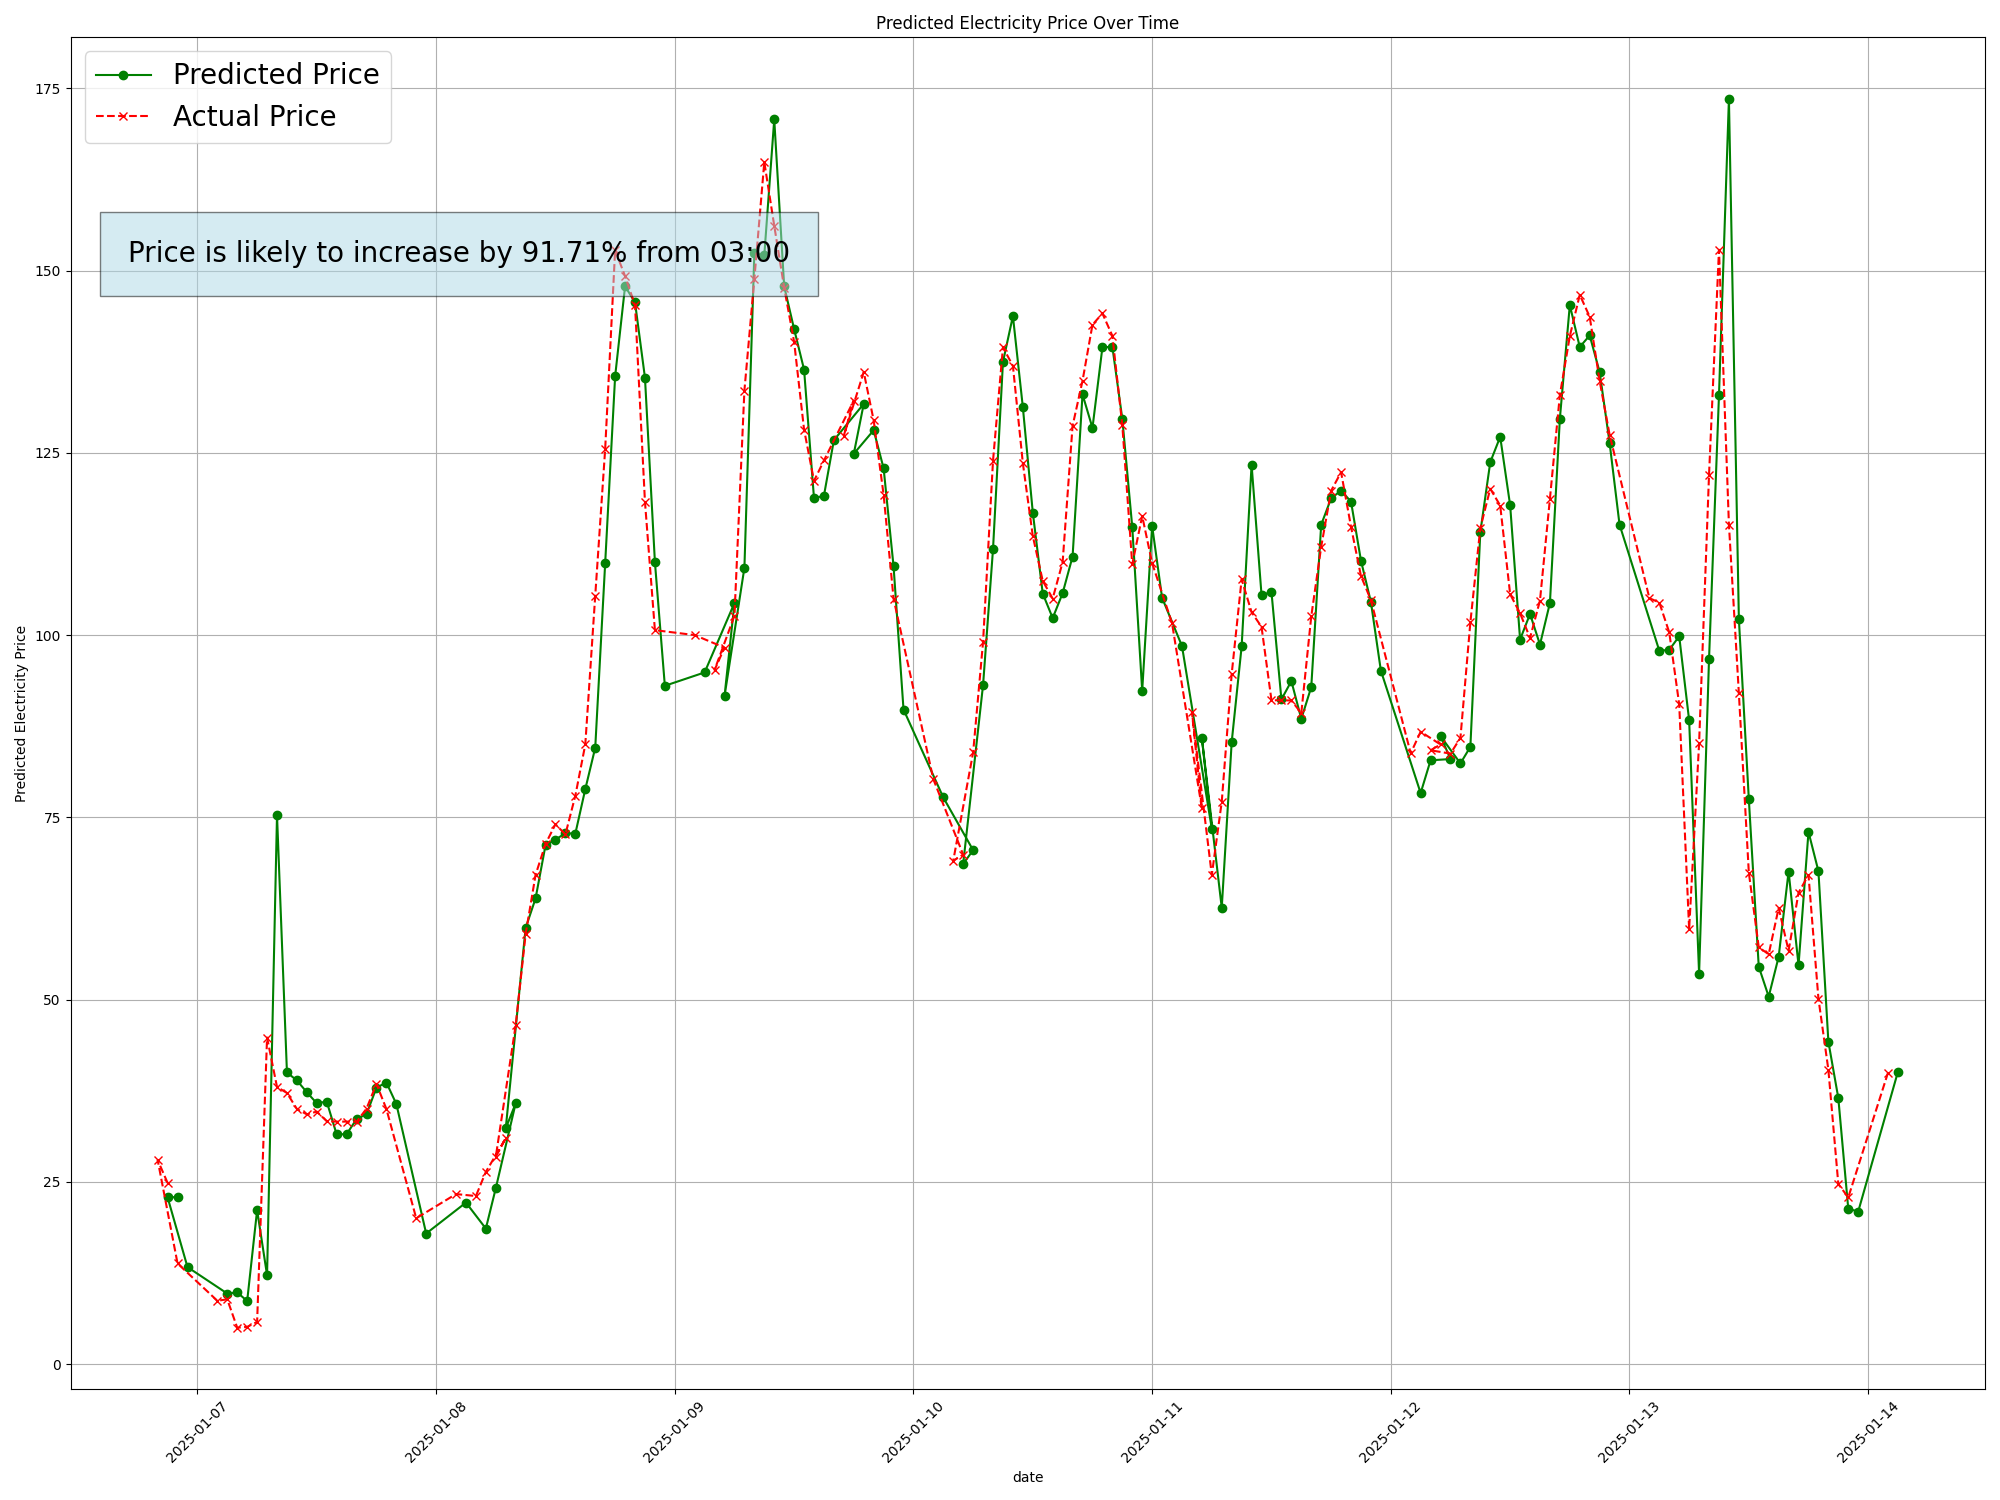 Predicted Electricity Price Over Time
Predicted Price
Actual Price
Price is likely to increase by 91.71% from 03:00
Predicted Electricity Price
175
150
125
100
75
50
25
0
2025-01-07
2025-01-08
2025-01-09
2025-01-10
2025-01-11
2025-01-12
2025-01-13
2025-01-14
date